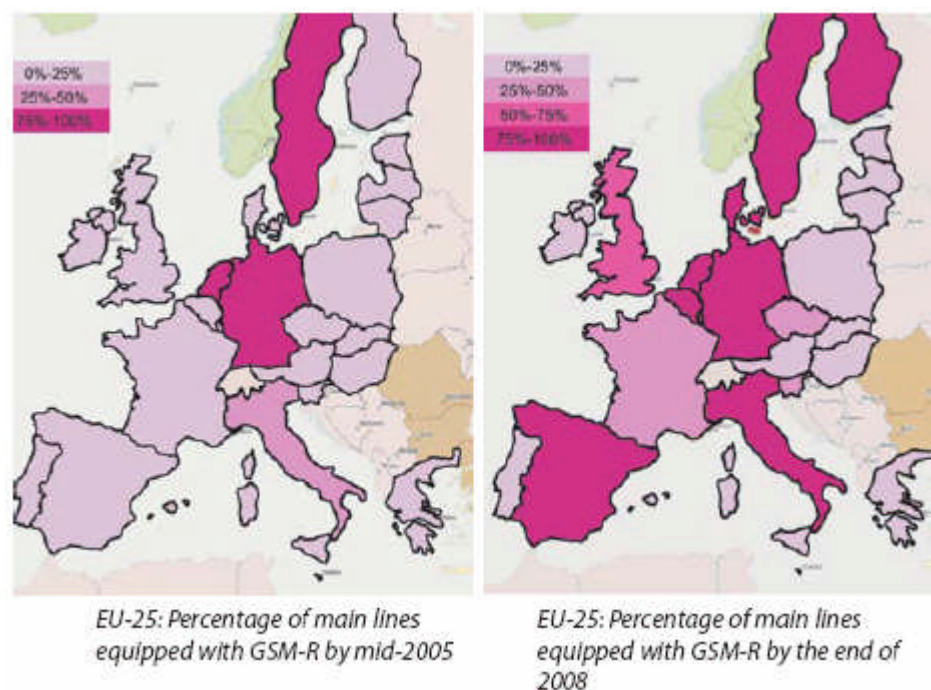 0%-25%
25%-50%
75%-100%
0%-25%
25%-50%
50%-75%
75%-100%
EU-25: Percentage of main lines
equipped with GSM-R by mid-2005
EU-25: Percentage of main lines
equipped with GSM-R by the end of
2008